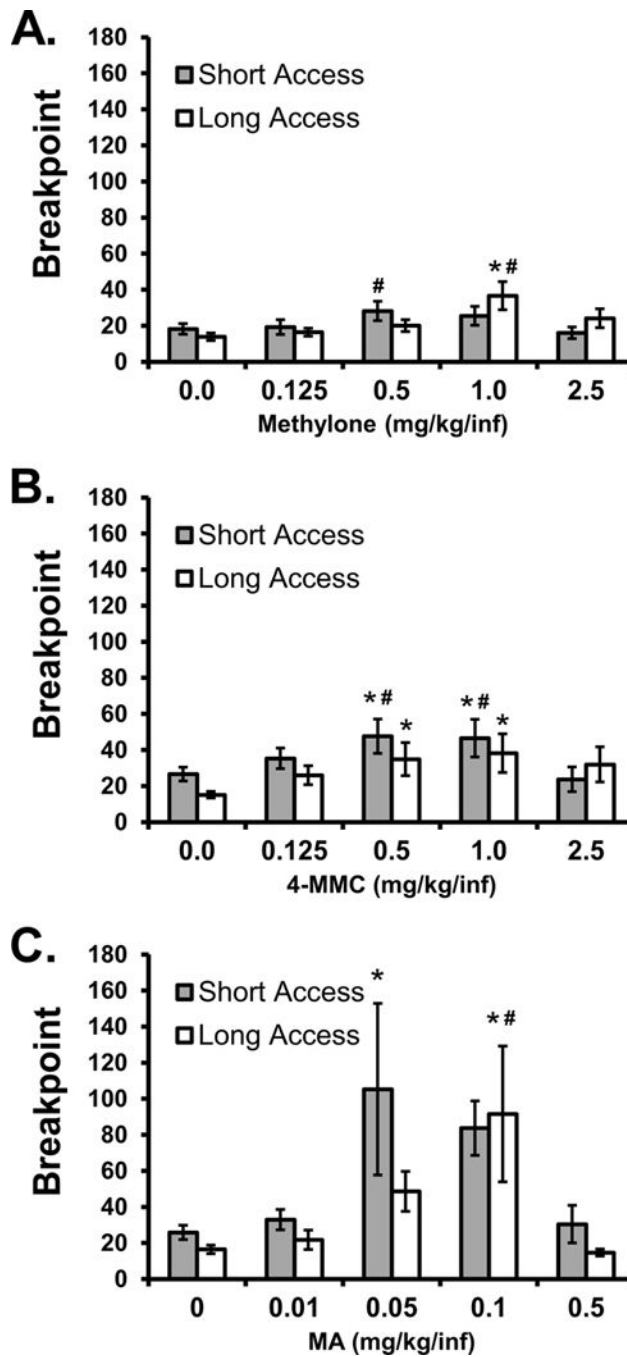 A.
180
160
140
120
100
80
60
40
20
0
Breakpoint
Short Access
Long Access
#
* #
0.0 0.125 0.5 1.0 2.5
Methylone (mg/kg/inf)
B.
180
160
140
120
100
80
60
40
20
0
Breakpoint
Short Access
Long Access
* #
*
* #
*
0.0 0.125 0.5 1.0 2.5
4-MMC (mg/kg/inf)
C.
180
160
140
120
100
80
60
40
20
0
Breakpoint
Short Access
Long Access
*
* #
0 0.01 0.05 0.1 0.5
MA (mg/kg/inf)